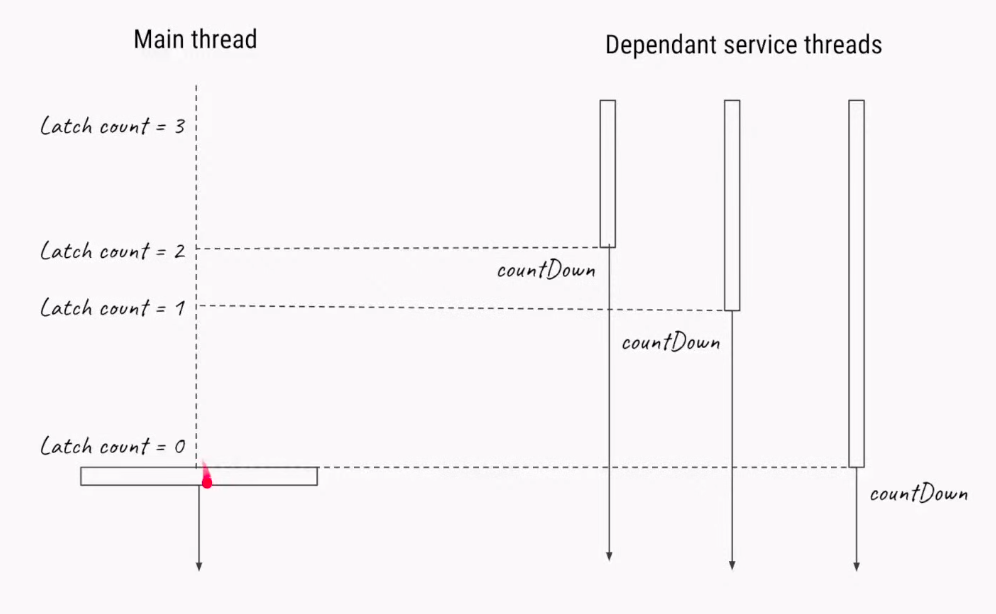 Main thread
Dependant service threads
Latch count = 3
Latch count = 2
countDown
Latch count = 1
countDown
Latch count = 0
countDown